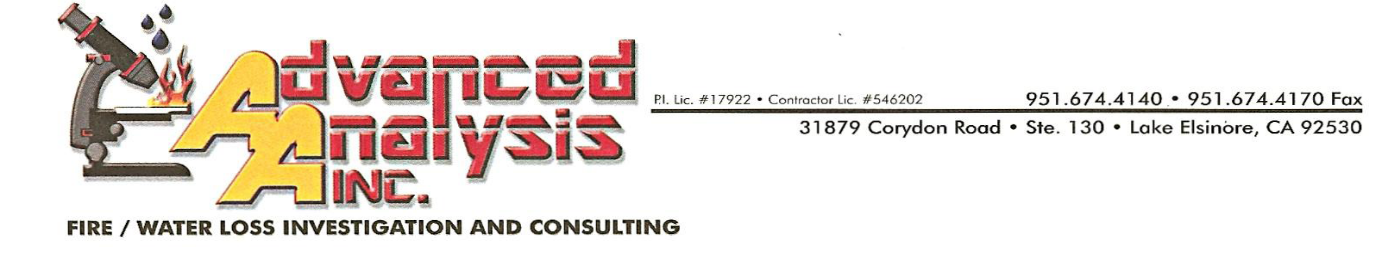 Advanced
Analysis
INC.
FIRE / WATER LOSS INVESTIGATION AND CONSULTING
P.I. Lic. #17922 • Contractor Lic. #546202
951.674.4140 • 951.674.4170 Fax
31879 Corydon Road • Ste. 130 • Lake Elsinore, CA 92530